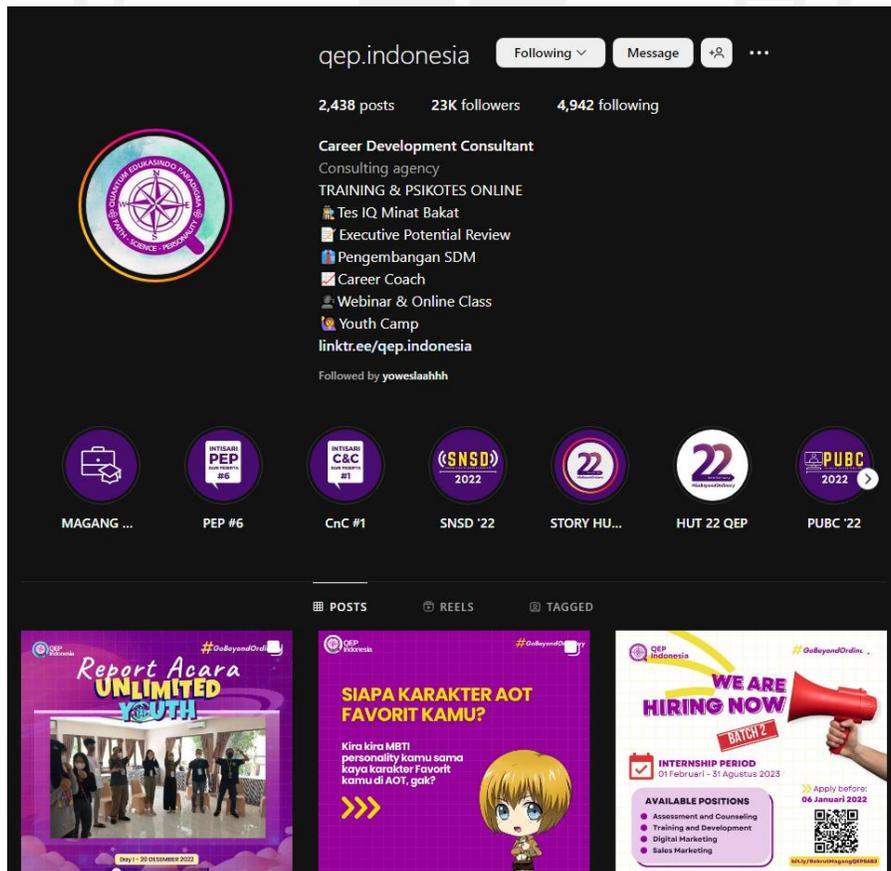 qep.indonesia Following Message
2,438 posts 23K followers 4,942 following
Career Development Consultant
Consulting agency
TRAINING & PSIKOTES ONLINE
Tes IQ Minat Bakat
Executive Potential Review
Pengembangan SDM
Career Coach
Webinar & Online Class
Youth Camp
linktr.ee/qep.indonesia
Followed by yoweslaahhh
QUANTUM EDUKASINDO PARADIGMA
N
W E
S
FAITH - SCIENCE - PERSONALITY
INTISARI
PEP
#6
INTISARI
C&C
#1
SNSD
2022
22
22
PUBC
2022
MAGANG ... PEP #6 CnC #1 SNSD '22 STORY HU... HUT 22 QEP PUBC '22
POSTS REELS TAGGED
QEP
Indonesia
#GoBeyondOrdi
Report Acara
UNLIMITED
YOUTH
Day 1 - 20 DESEMBER 2022
QEP
Indonesia
SIAPA KARAKTER AOT
FAVORIT KAMU?
Kira kira MBTI
personality kamu sama
kaya karakter Favorit
kamu di AOT, gak?
QEP
Indonesia
#GoBeyondOrdin
WE ARE
HIRING NOW
BATCH 2
INTERNSHIP PERIOD
01 Februari - 31 Agustus 2023
Apply before:
06 Januari 2022
AVAILABLE POSITIONS
Assessment and Counseling
Training and Development
Digital Marketing
Sales Marketing